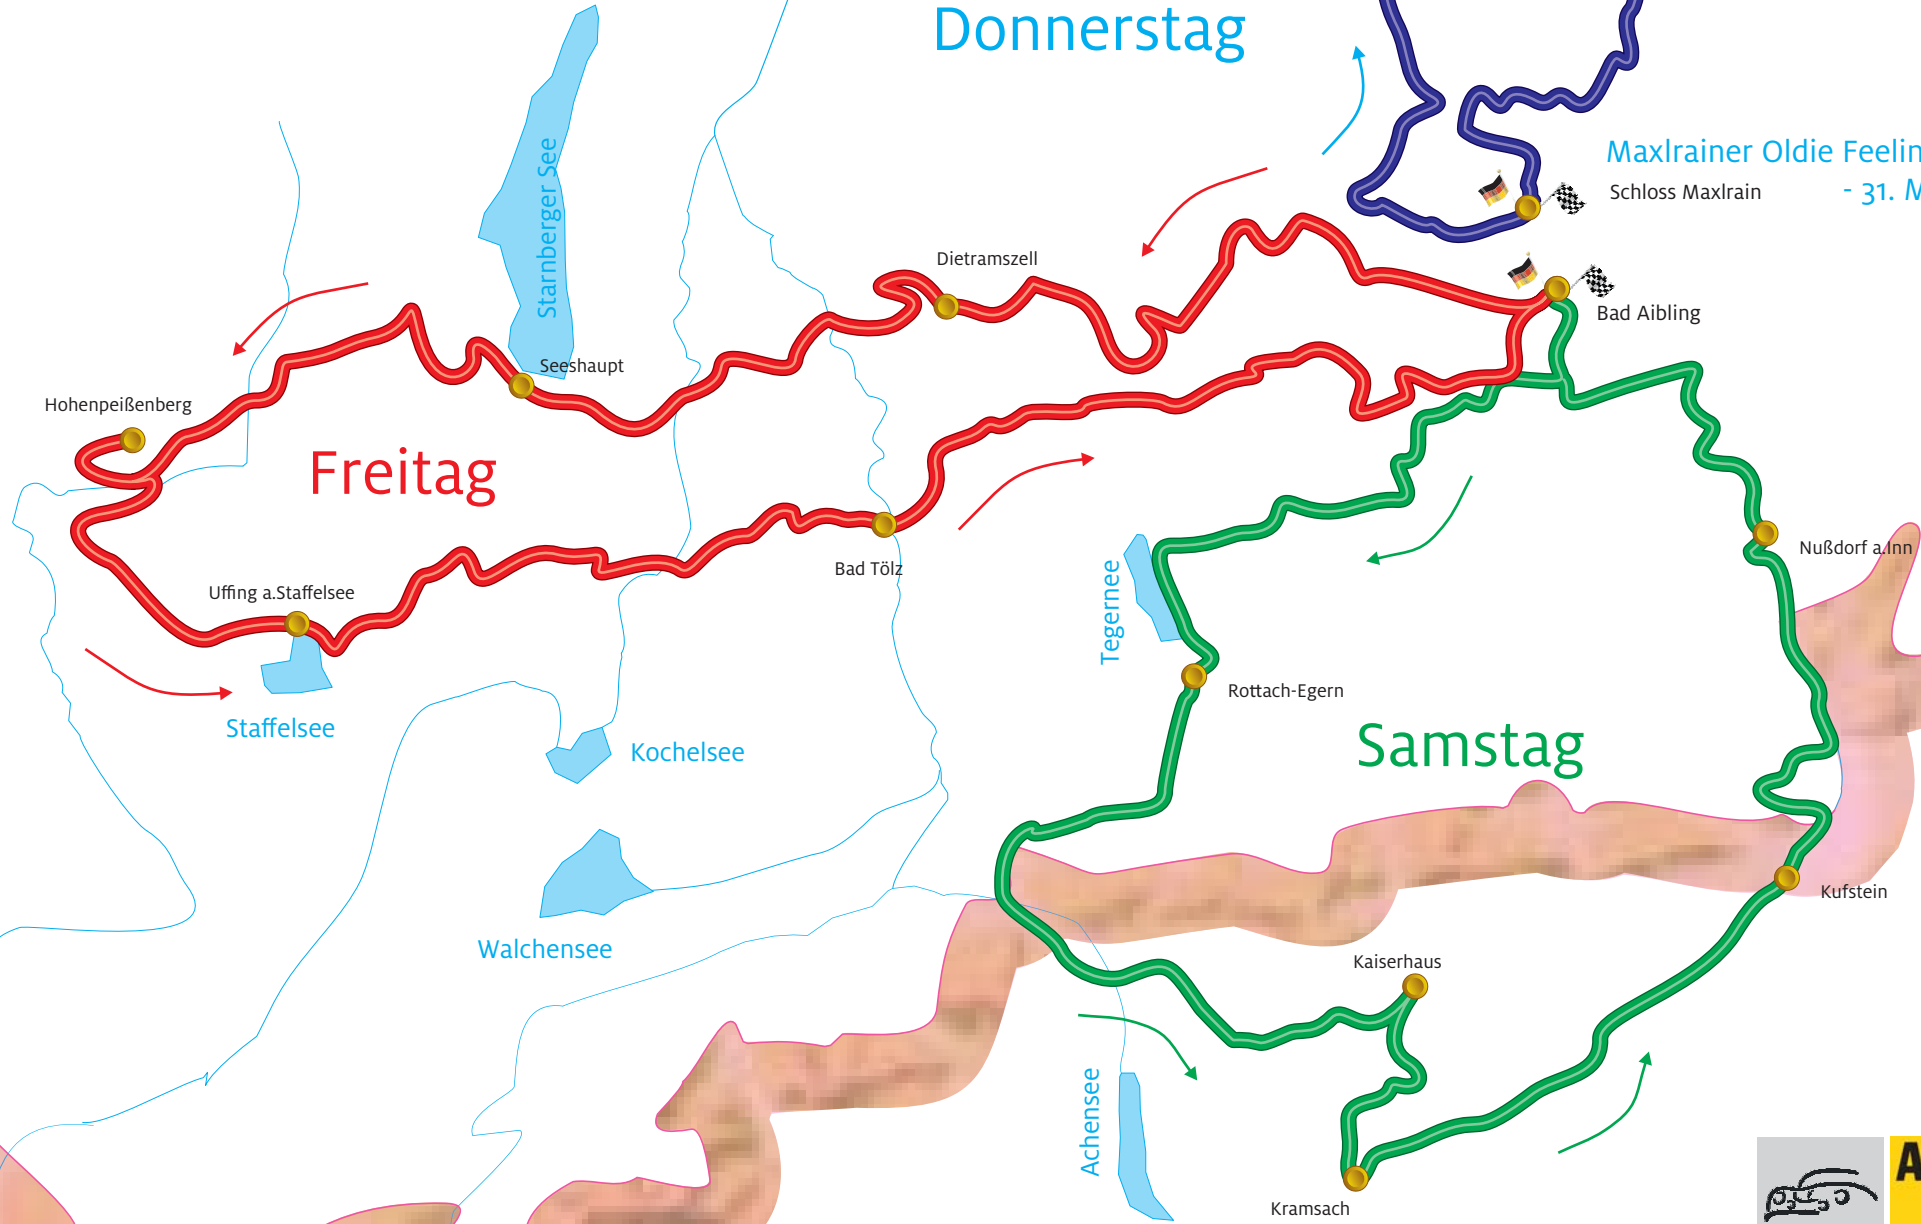 Donnerstag
Maxlrainer Oldie Feelin
Schloss Maxlrain
- 31. M
Dietramszell
Bad Aibling
Starnberger See
Seeshaupt
Hohenpeißenberg
Freitag
Nußdorf a.Inn
Bad Tölz
Uffing a.Staffelsee
Tegernee
Rottach-Egern
Staffelsee
Kochelsee
Samstag
Kufstein
Walchensee
Kaiserhaus
Achensee
Kramsach
A